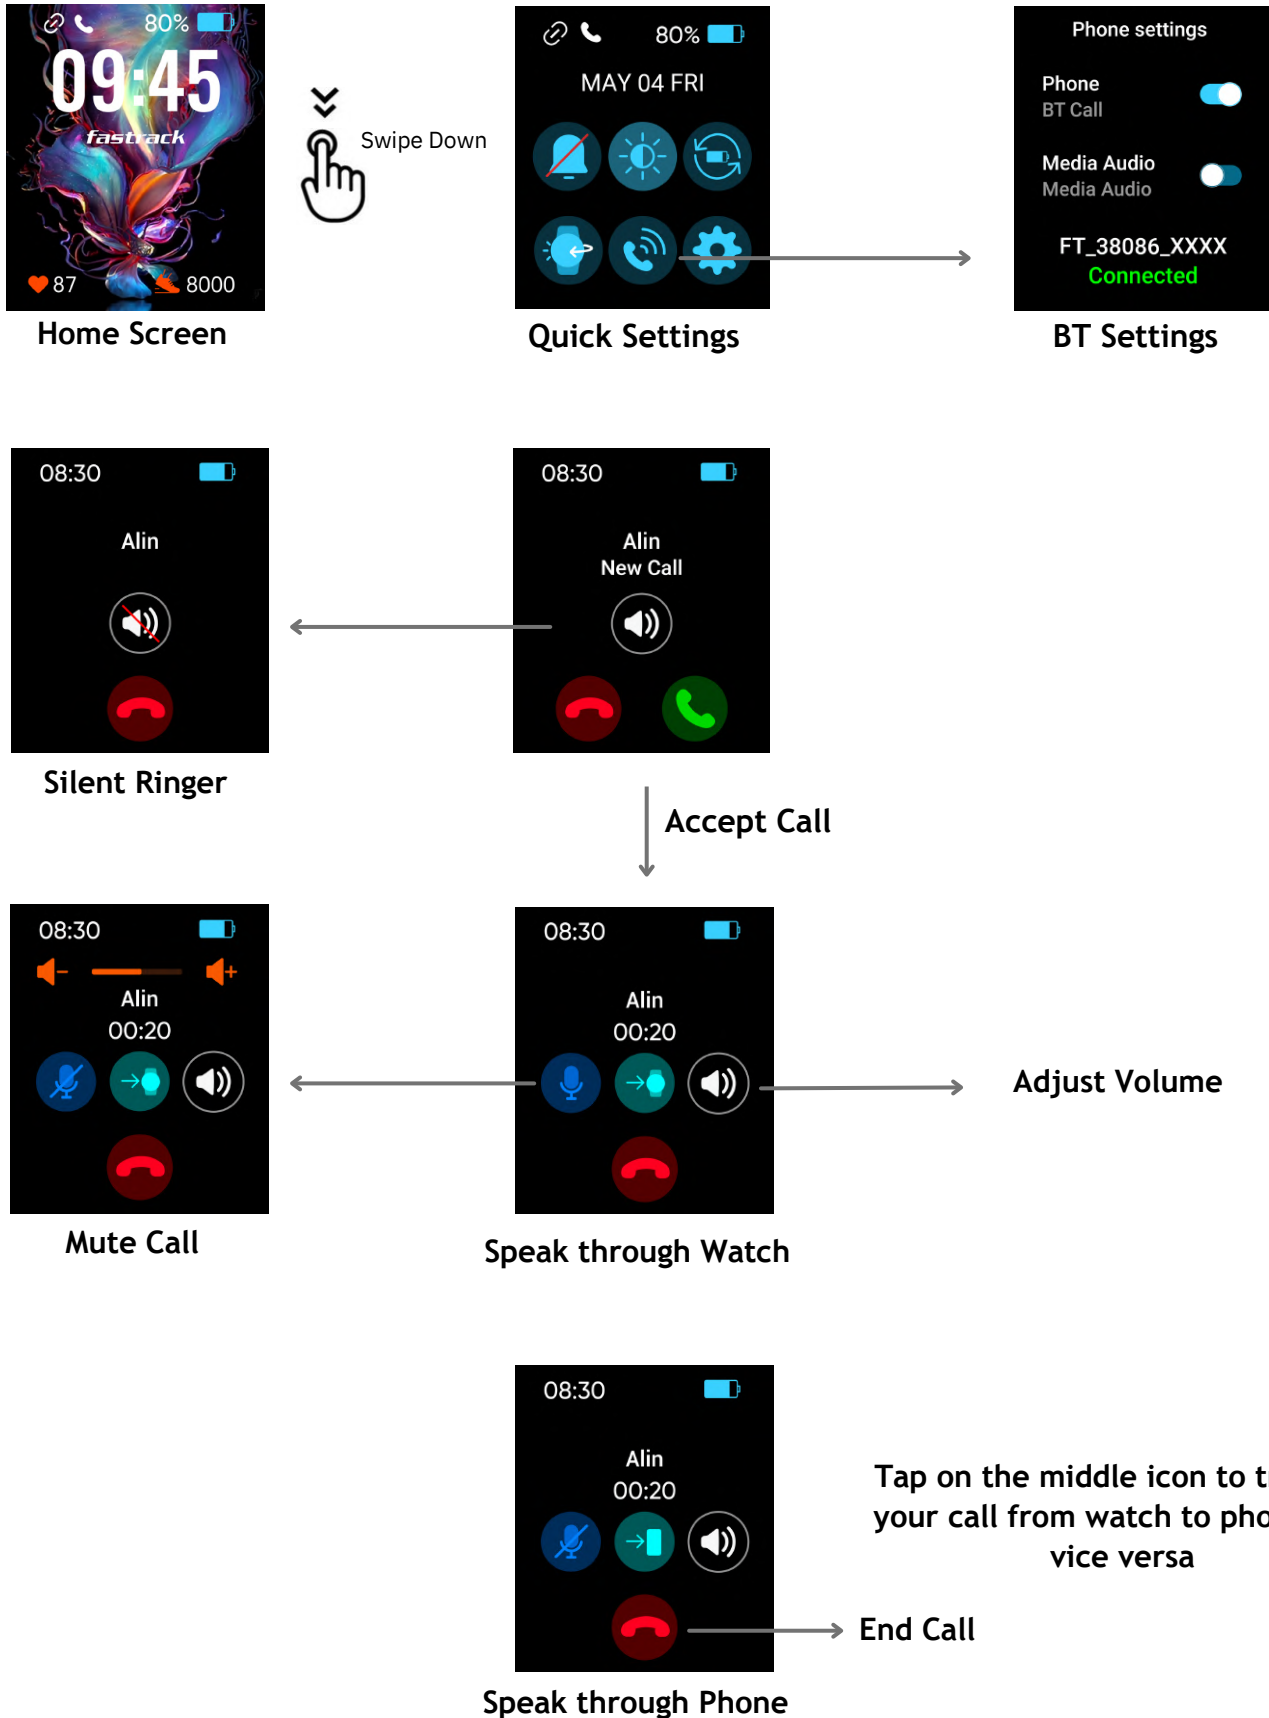 80%
09:45
fastrack
87
8000
Home Screen
Swipe Down
80%
MAY 04 FRI
Quick Settings
Phone settings
Phone
BT Call
Media Audio
Media Audio
FT_38086_XXXX
Connected
BT Settings
08:30
Alin
Silent Ringer
08:30
Alin
New Call
Accept Call
08:30
Alin
00:20
Mute Call
08:30
Alin
00:20
Speak through Watch
Adjust Volume
08:30
Alin
00:20
Speak through Phone
Tap on the middle icon to
your call from watch to
vice versa
End Call